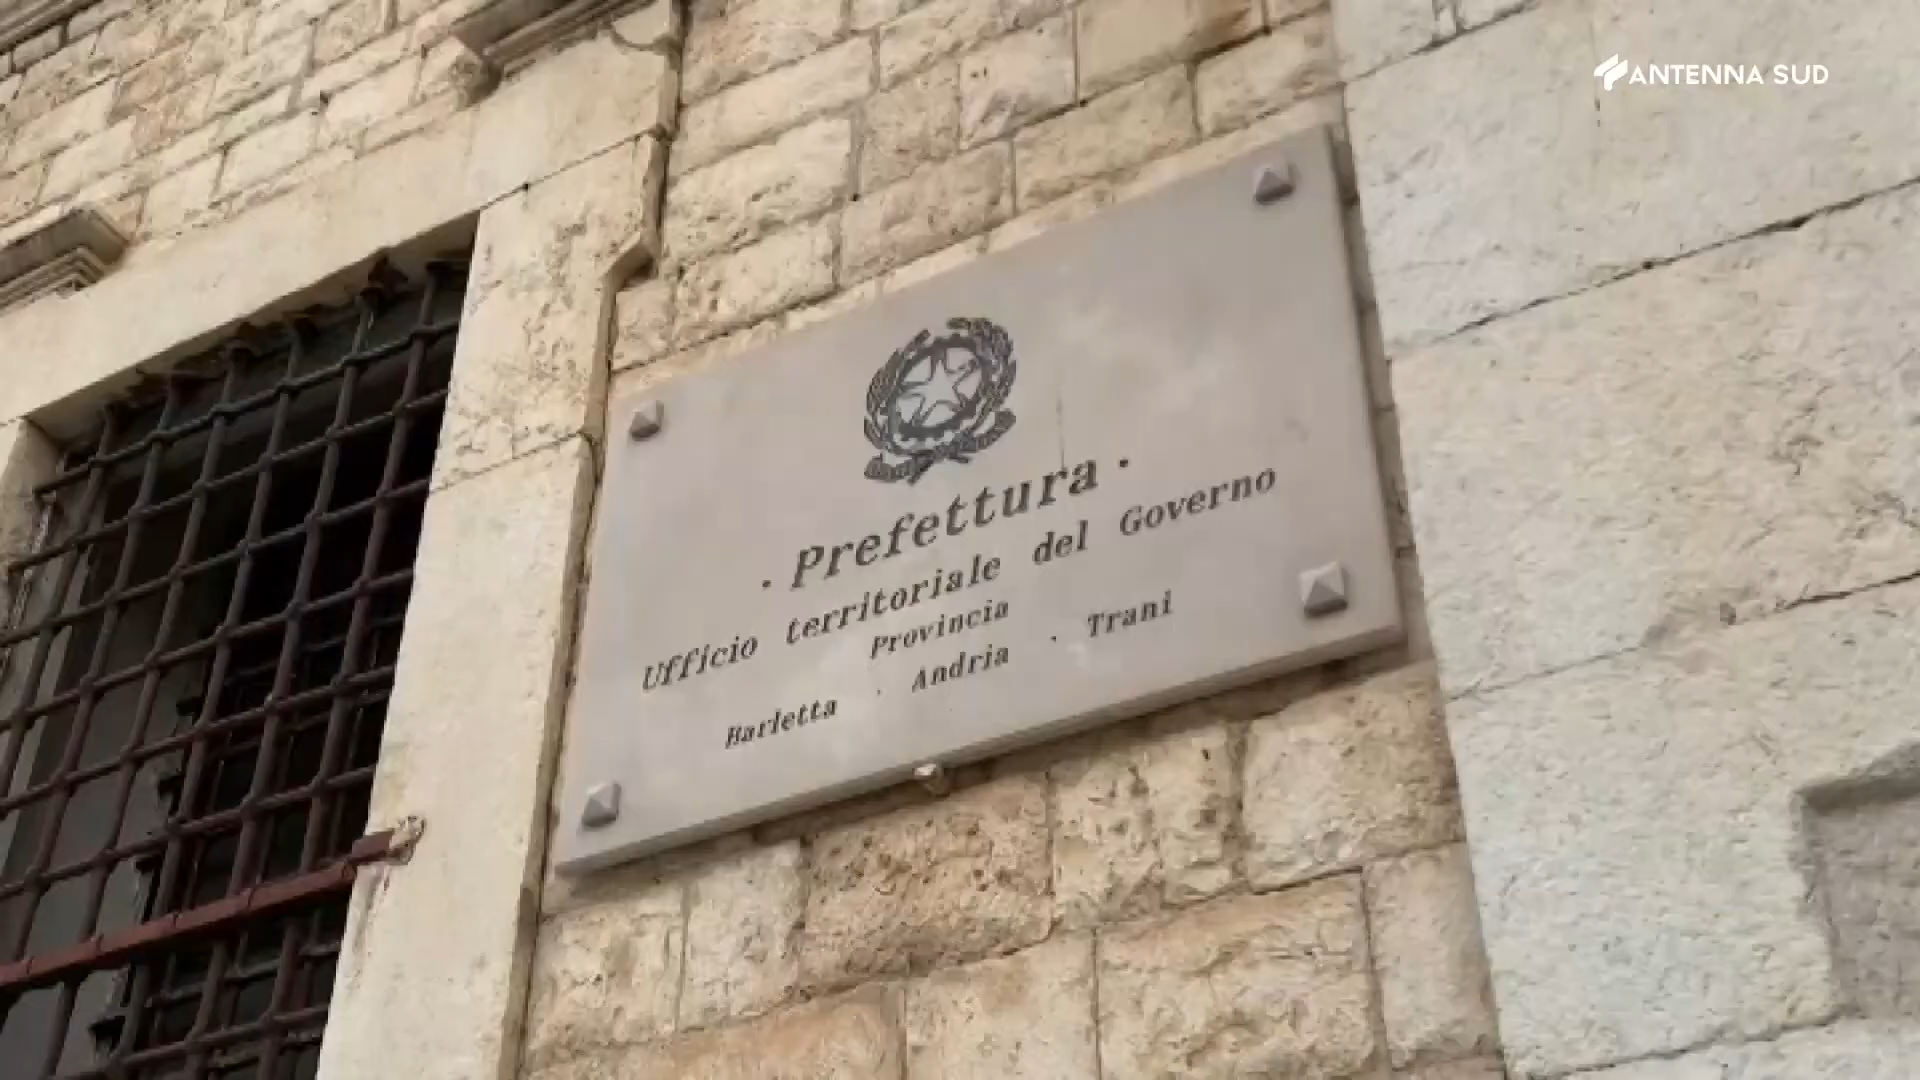 ANTENNA SUD
· Prefettura ·
Ufficio territoriale del Governo
Provincia
Barletta · Andria · Trani